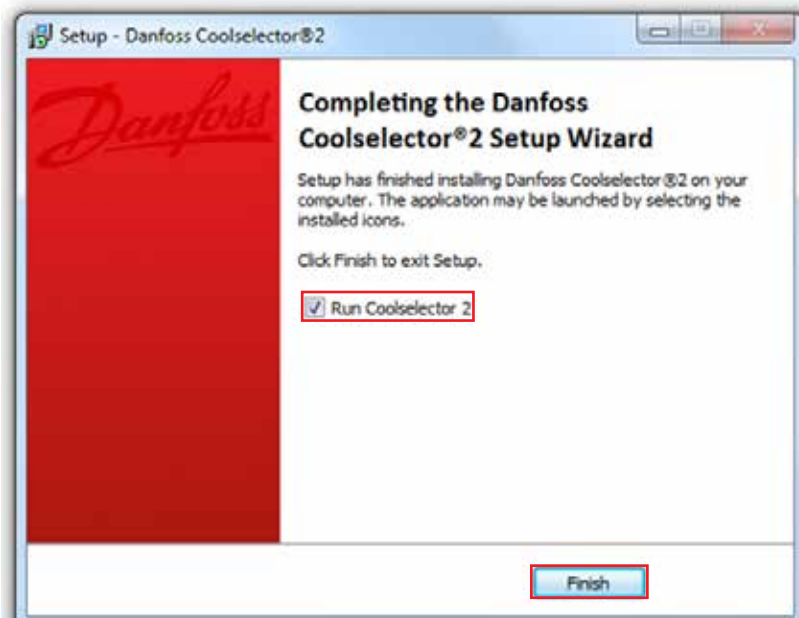 Setup - Danfoss Coolselector®2
Danfoss
Completing the Danfoss
Coolselector®2 Setup Wizard
Setup has finished installing Danfoss Coolselector®2 on your
computer. The application may be launched by selecting the
installed icons.
Click Finish to exit Setup.
Run Coolselector 2
Finish